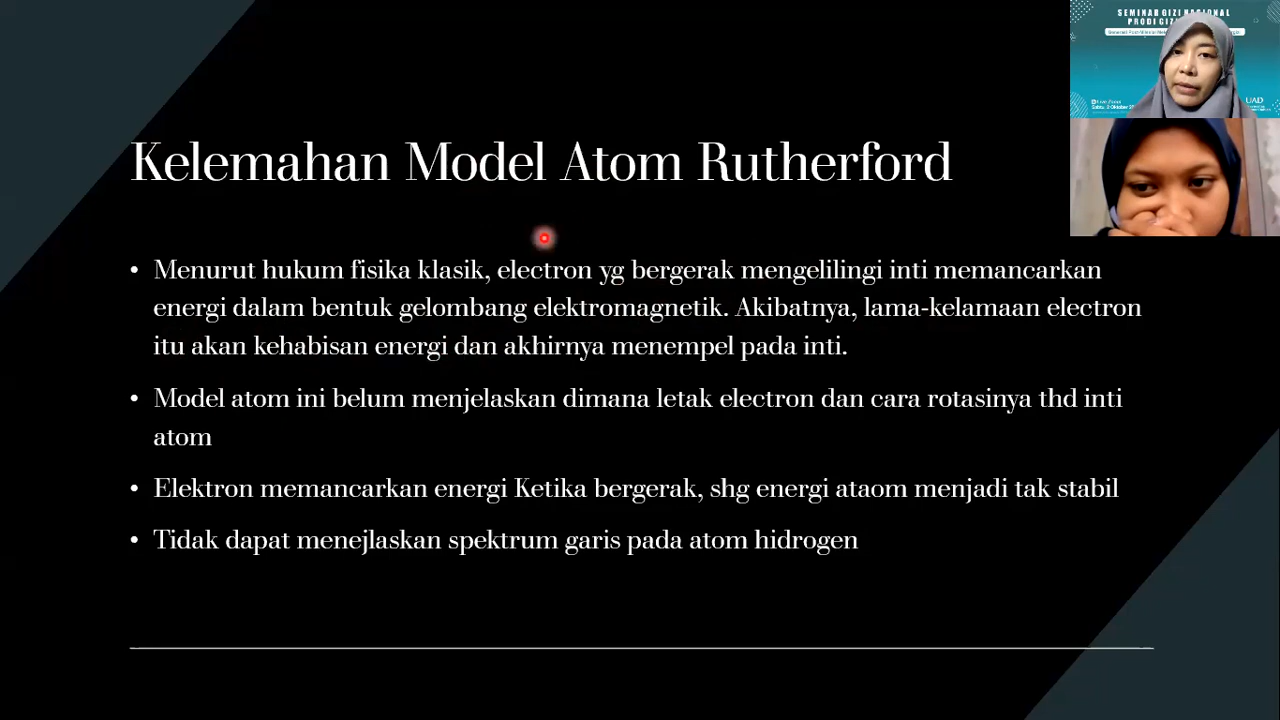 SEMINAR GIZI NASIONAL
PRODI GIZI
Kelemahan Model Atom Rutherford
• Menurut hukum fisika klasik, electron yg bergerak mengelilingi inti memancarkan
energi dalam bentuk gelombang elektromagnetik. Akibatnya, lama-kelamaan electron
itu akan kehabisan energi dan akhirnya menempel pada inti.
• Model atom ini belum menjelaskan dimana letak electron dan cara rotasinya thd inti
atom
• Elektron memancarkan energi Ketika bergerak, shg energi ataom menjadi tak stabil
• Tidak dapat menejlaskan spektrum garis pada atom hidrogen
UAD